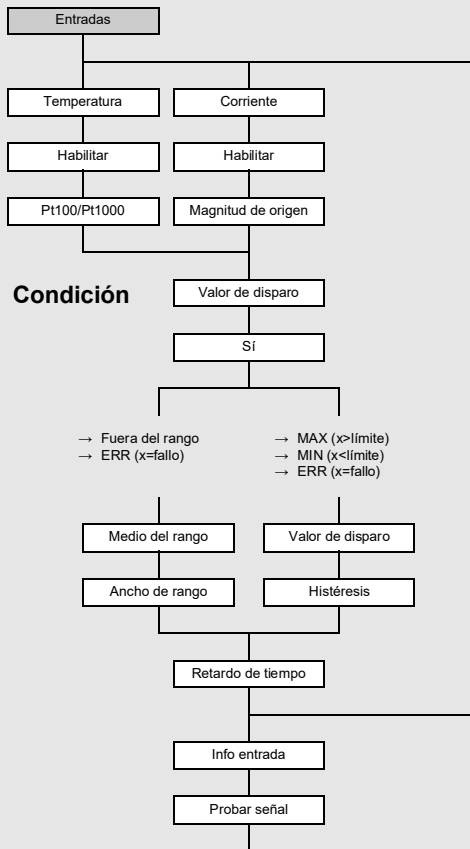 Entradas
Temperatura
Corriente
Habilitar
Habilitar
Pt100/Pt1000
Magnitud de origen
Condición
Valor de disparo
Sí
→ Fuera del rango
→ ERR (x=fallo)
→ MAX (x>límite)
→ MIN (x<límite)
→ ERR (x=fallo)
Medio del rango
Valor de disparo
Ancho de rango
Histéresis
Retardo de tiempo
Info entrada
Probar señal